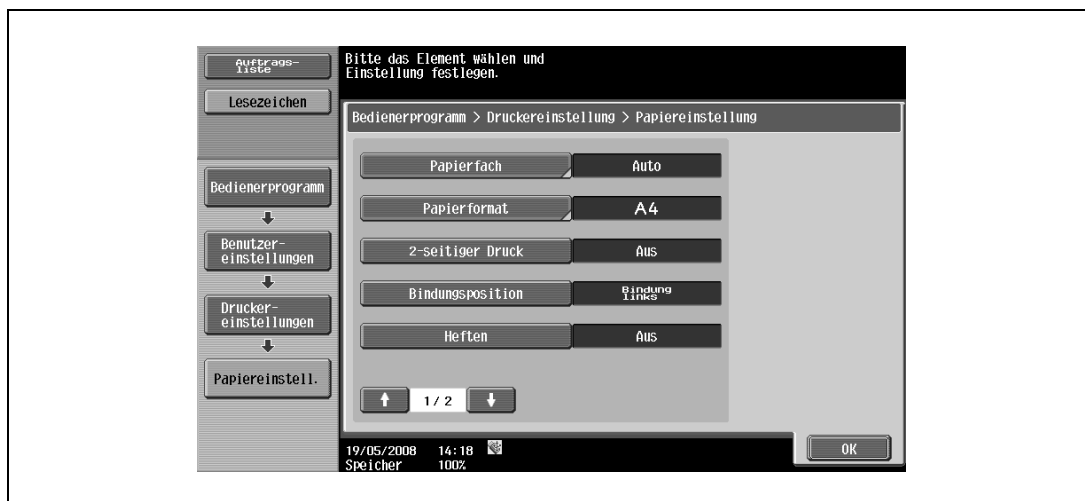 Auftrags-
liste
Lesezeichen
Bedienerprogramm
Benutzer-
einstellungen
Drucker-
einstellungen
Papiereinstell.
Bitte das Element wählen und
Einstellung festlegen.
Bedienerprogramm > Druckereinstellung > Papiereinstellung
Papierfach Auto
Papierformat A4
2-seitiger Druck Aus
Bindungsposition Bindung
links
Heften Aus
1/2
19/05/2008 14:18
Speicher 100%
OK